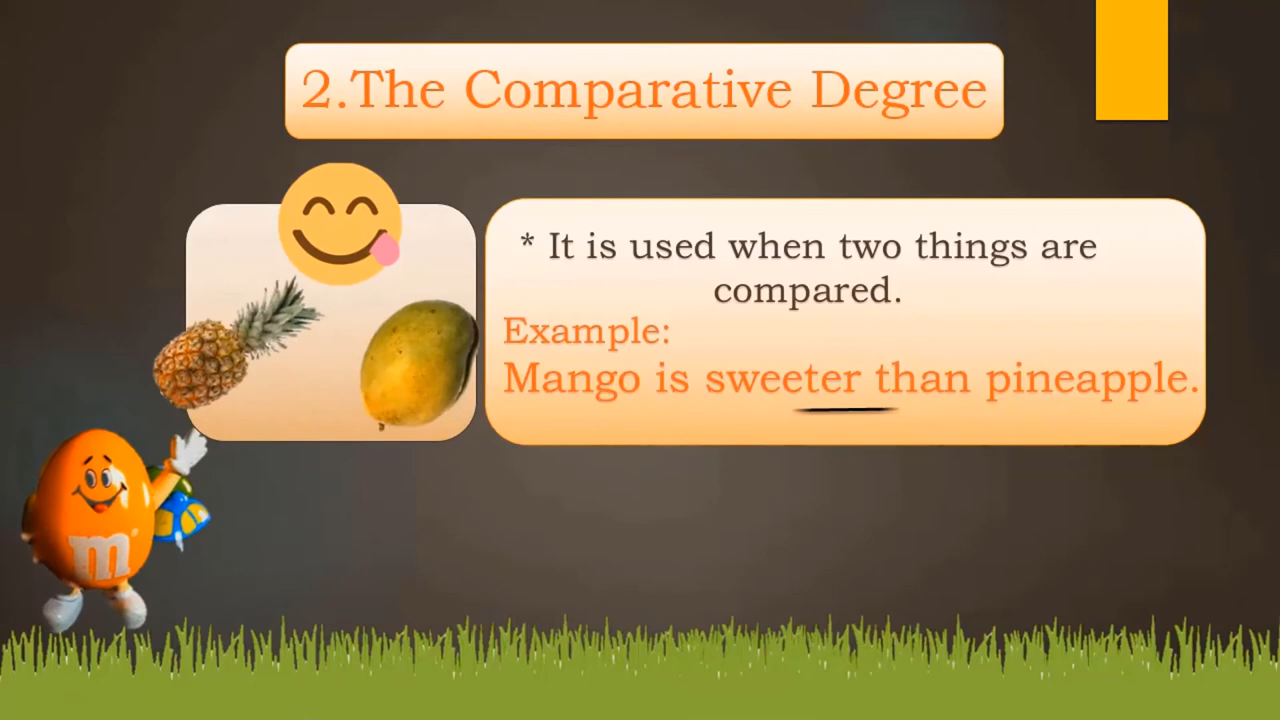 2.The Comparative Degree
* It is used when two things are
compared.
Example:
Mango is sweeter than pineapple.
m